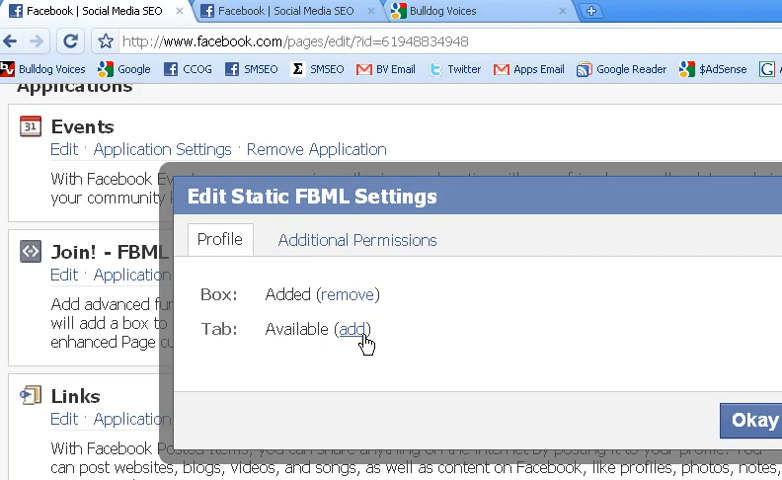 Facebook | Social Media SEO × Facebook | Social Media SEO × Bulldog Voices ×
http://www.facebook.com/pages/edit/?id=61948834948
Bulldog Voices Google CCOG SMSEO Σ SMSEO BV Email Twitter Apps Email Google Reader $AdSense
Applications
31 Events
Edit · Application Settings · Remove Application
With Facebook
your community
Edit Static FBML Settings
Profile Additional Permissions
Join! - FBML
Edit · Application
Box: Added (remove)
Add advanced
Tab: Available (add)
will add a box to
enhanced Page
Links
Edit · Application
Okay
With Facebook Posted Items, you can share anything on the internet by posting it to your profile. You
can post websites, blogs, videos, and songs, as well as content on Facebook, like profiles, photos, notes,